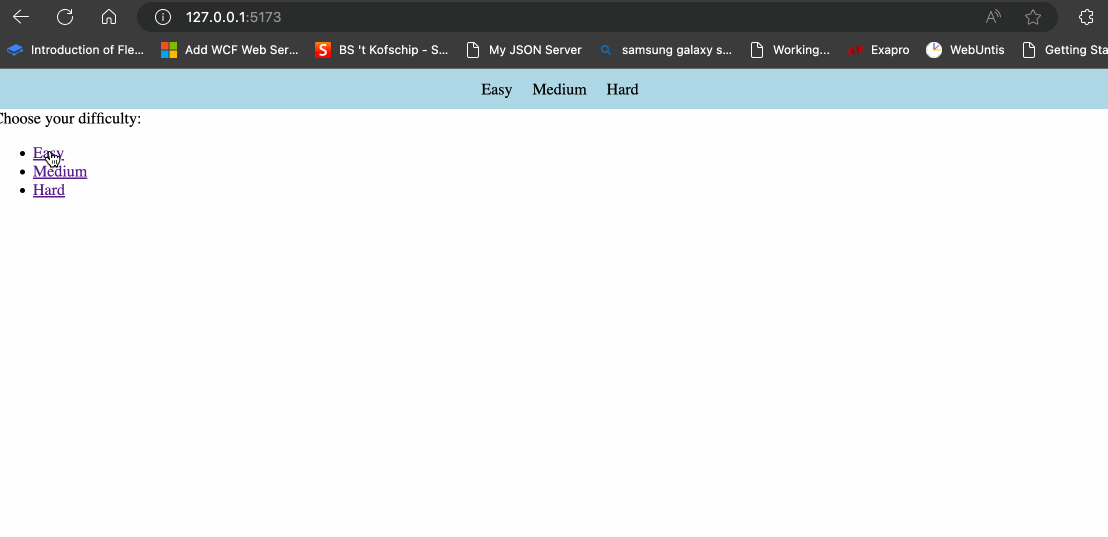 127.0.0.1:5173
Introduction of Fle... Add WCF Web Ser... S BS 't Kofschip - S... My JSON Server samsung galaxy s... Working... Exapro WebUntis Getting Sta
Easy Medium Hard
Choose your difficulty:
Easy
Medium
Hard